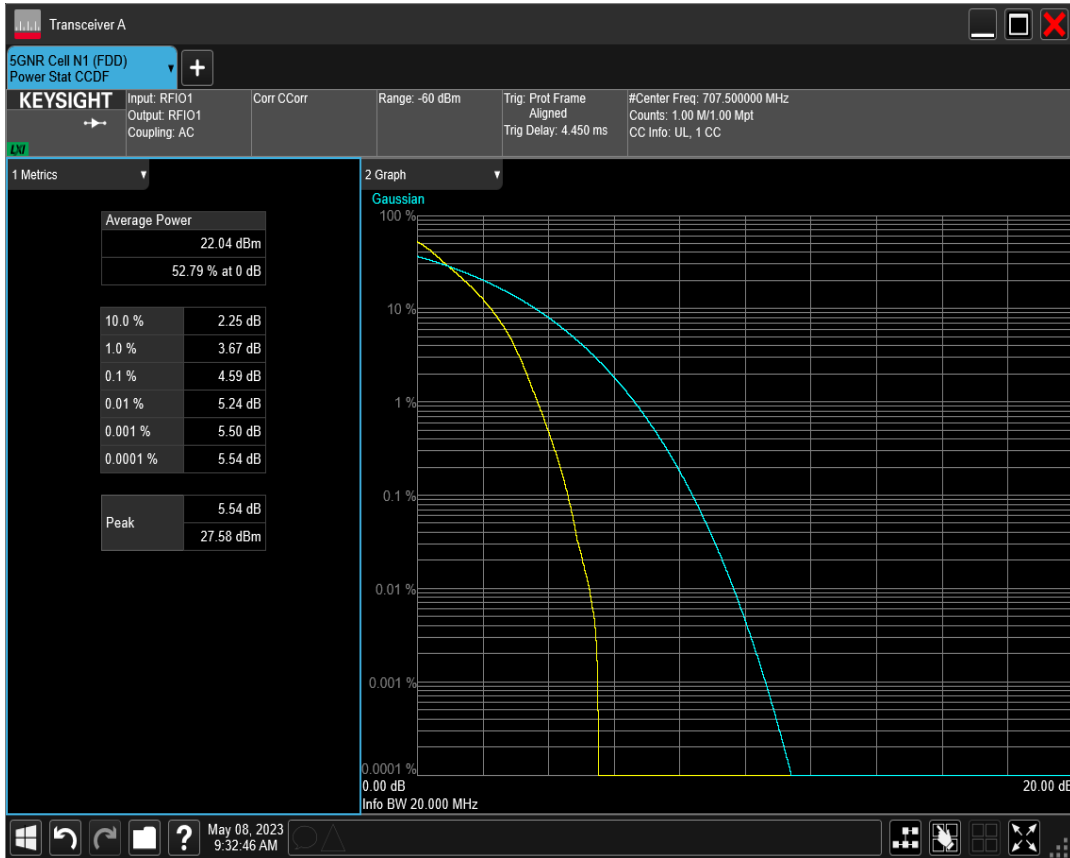 Transceiver A
5GNR Cell N1 (FDD)
Power Stat CCDF
+
KEYSIGHT
LXI
Input: RFIO1
Output: RFIO1
Coupling: AC
Corr CCorr
Range: -60 dBm
Trig: Prot Frame
Aligned
Trig Delay: 4.450 ms
#Center Freq: 707.500000 MHz
Counts: 1.00 M/1.00 Mpt
CC Info: UL, 1 CC
1 Metrics
Average Power
22.04 dBm
52.79 % at 0 dB
10.0 % 2.25 dB
1.0 % 3.67 dB
0.1 % 4.59 dB
0.01 % 5.24 dB
0.001 % 5.50 dB
0.0001 % 5.54 dB
Peak
5.54 dB
27.58 dBm
2 Graph
Gaussian
100 %
10 %
1 %
0.1 %
0.01 %
0.001 %
0.0001 %
0.00 dB 20.00 dB
Info BW 20.000 MHz
?
May 08, 2023
9:32:46 AM